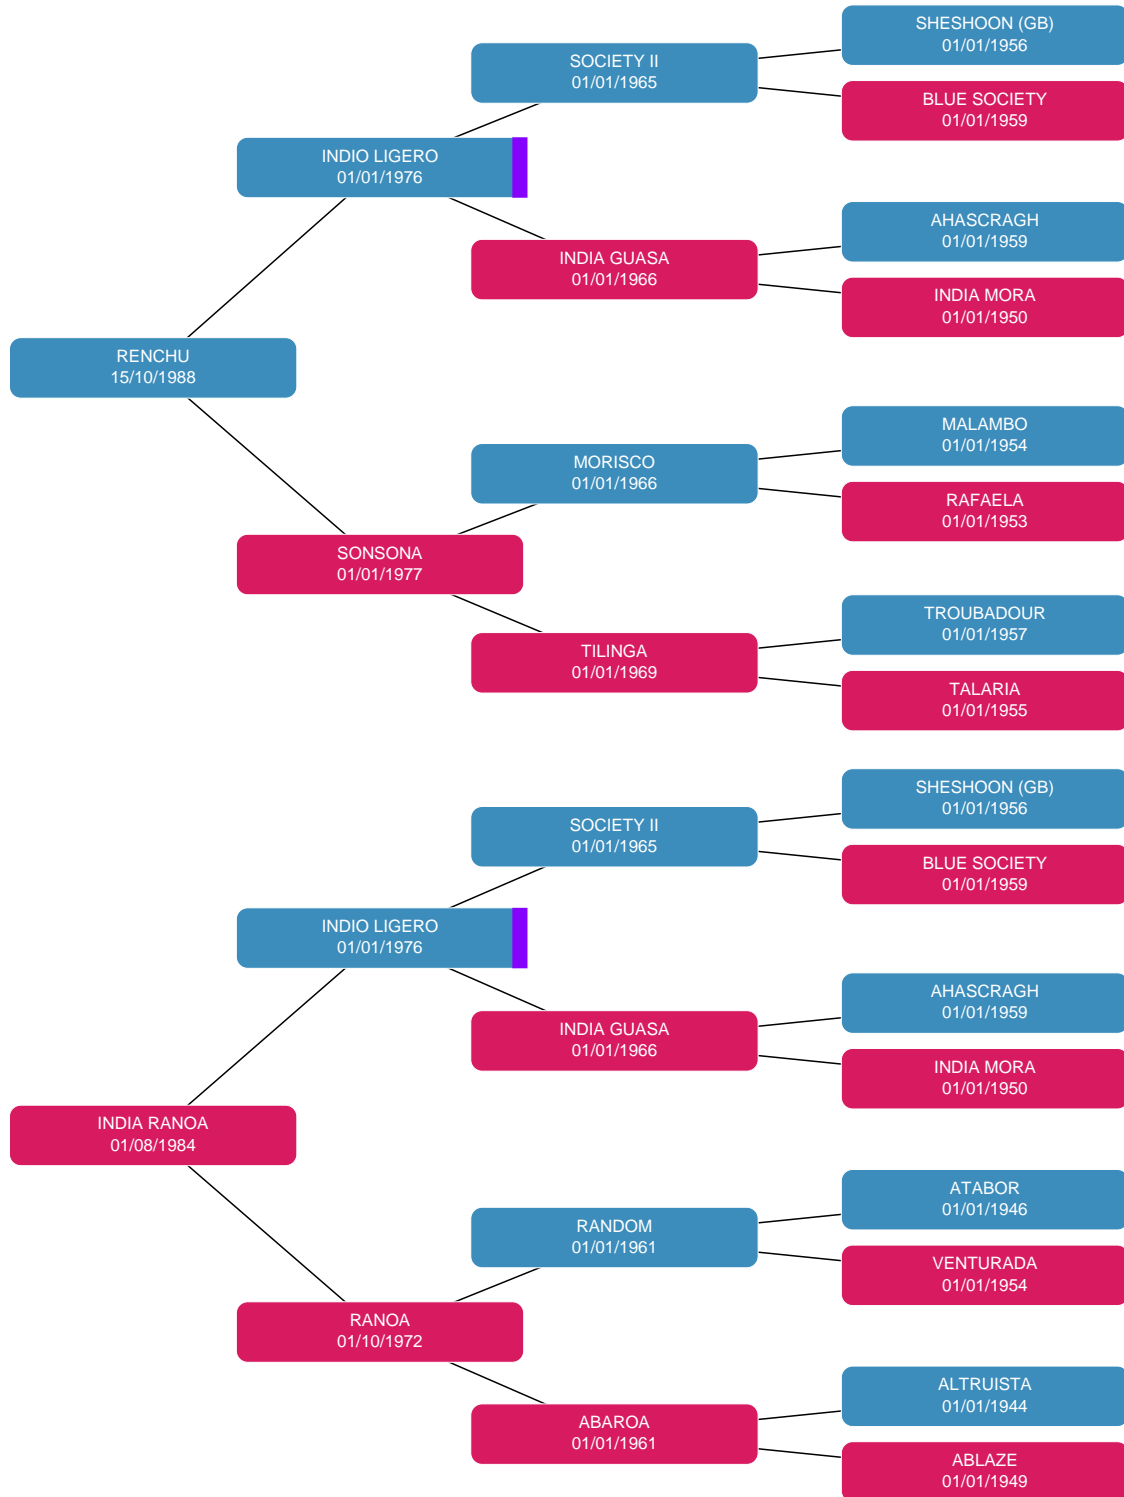 SHESHOON (GB)
01/01/1956
SOCIETY II
01/01/1965
BLUE SOCIETY
01/01/1959
INDIO LIGERO
01/01/1976
AHASCRAGH
01/01/1959
INDIA GUASA
01/01/1966
INDIA MORA
01/01/1950
RENCHU
15/10/1988
MALAMBO
01/01/1954
MORISCO
01/01/1966
RAFAELA
01/01/1953
SONSONA
01/01/1977
TROUBADOUR
01/01/1957
TILINGA
01/01/1969
TALARIA
01/01/1955
SHESHOON (GB)
01/01/1956
SOCIETY II
01/01/1965
BLUE SOCIETY
01/01/1959
INDIO LIGERO
01/01/1976
AHASCRAGH
01/01/1959
INDIA GUASA
01/01/1966
INDIA MORA
01/01/1950
INDIA RANOA
01/08/1984
ATABOR
01/01/1946
RANDOM
01/01/1961
VENTURADA
01/01/1954
RANOA
01/10/1972
ALTRUISTA
01/01/1944
ABAROA
01/01/1961
ABLAZE
01/01/1949